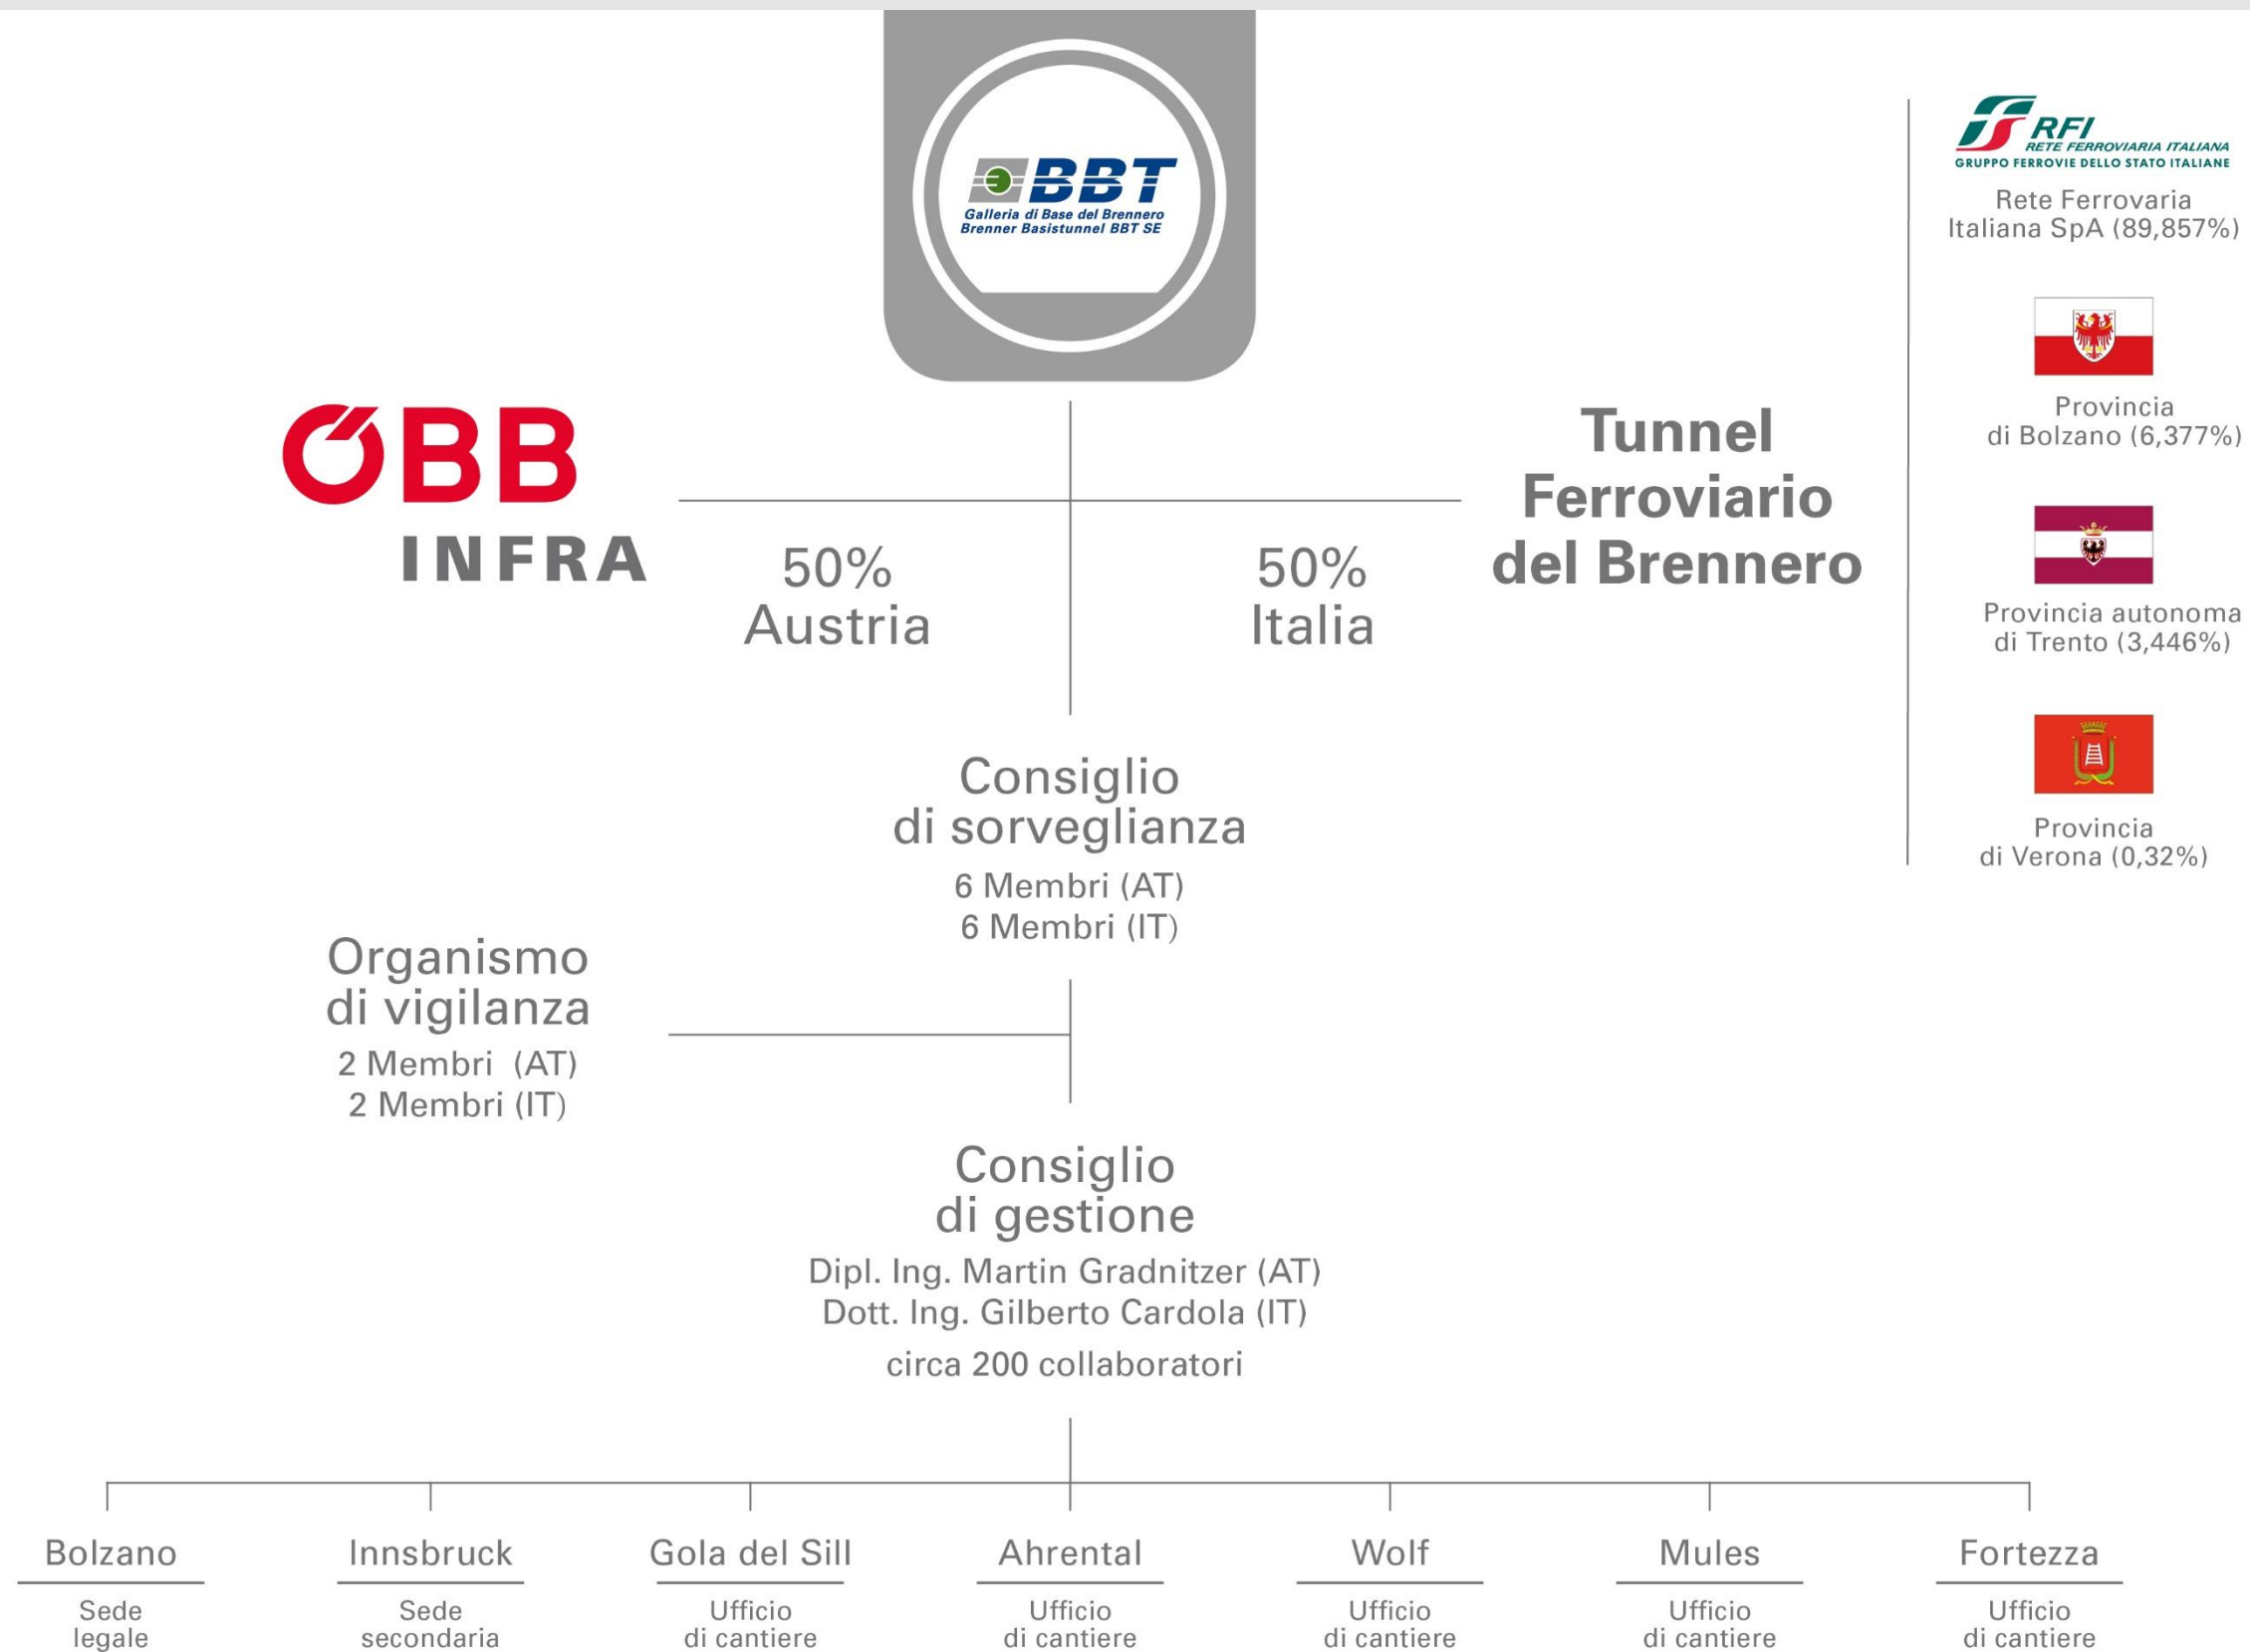 BBT
Galleria di Base del Brennero
Brenner Basistunnel BBT SE
ÖBB
INFRA
50%
Austria
50%
Italia
Tunnel
Ferroviario
del Brennero
RFI
RETE FERROVIARIA ITALIANA
GRUPPO FERROVIE DELLO STATO ITALIANE
Rete Ferrovaria
Italiana SpA (89,857%)
Provincia
di Bolzano (6,377%)
Provincia autonoma
di Trento (3,446%)
Provincia
di Verona (0,32%)
Consiglio
di sorveglianza
6 Membri (AT)
6 Membri (IT)
Organismo
di vigilanza
2 Membri (AT)
2 Membri (IT)
Consiglio
di gestione
Dipl. Ing. Martin Gradnitzer (AT)
Dott. Ing. Gilberto Cardola (IT)
circa 200 collaboratori
Bolzano
Sede
legale
Innsbruck
Sede
secondaria
Gola del Sill
Ufficio
di cantiere
Ahrental
Ufficio
di cantiere
Wolf
Ufficio
di cantiere
Mules
Ufficio
di cantiere
Fortezza
Ufficio
di cantiere